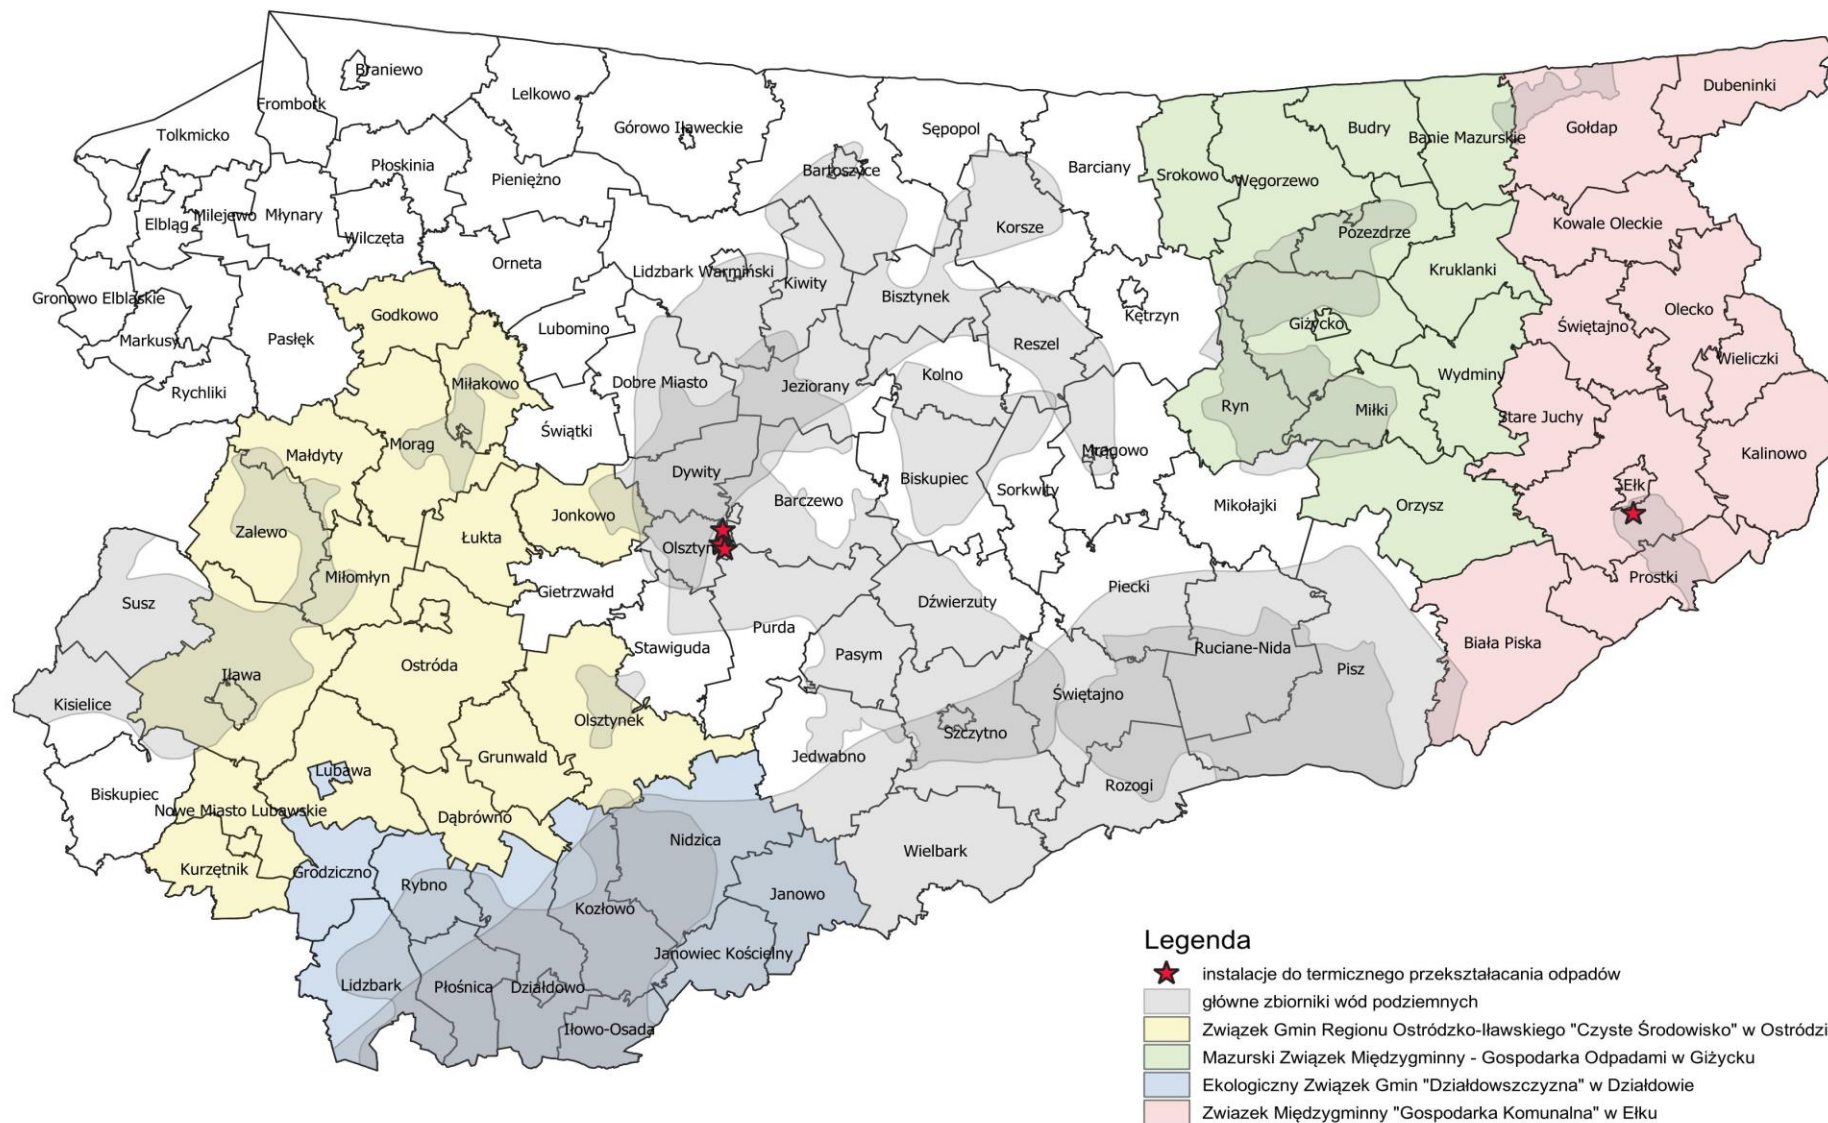 Braniewo
Frombork
Lelkowo
Tolkmicko
Górowo Iławeckie
Sępopol
Dubeninki
Budry
Banie Mazurskie
Gołdap
Płoskinia
Bartoszyce
Barciany
Pieniężno
Srokowo
Węgorzewo
Elbląg
Milejewo
Młynary
Wilczęta
Korsze
Pozezdrze
Kowale Oleckie
Orneta
Lidzbark Warmiński
Kiwity
Bisztynek
Kruklanki
Gronowo Elbląskie
Godkowo
Lubomino
Kętrzyn
Giżycko
Świętajno
Olecko
Markusy
Pasłęk
Reszel
Wieliczki
Rychliki
Miłakowo
Dobre Miasto
Jeziorany
Kolno
Wydminy
Świątki
Ryn
Miłki
Stare Juchy
Małdyty
Morąg
Mrągowo
Kalinowo
Dywity
Biskupiec
Ełk
Barczewo
Sorkwity
Mikołajki
Orzysz
Zalewo
Jonkowo
Łukta
Olsztyn
Miłomłyn
Gietrzwałd
Piecki
Prostki
Susz
Dźwierzuty
Purda
Stawiguda
Pasym
Ruciane-Nida
Biała Piska
Ostróda
Iława
Świętajno
Pisz
Kisielice
Olsztynek
Szczytno
Grunwald
Jedwabno
Lubawa
Rozogi
Biskupiec
Nowe Miasto Lubawskie
Dąbrówno
Nidzica
Wielbark
Kurzętnik
Grodziczno
Rybno
Janowo
Kozłowo
Janowiec Kościelny
Lidzbark
Płośnica
Działdowo
Iłowo-Osada
Legenda
instalacje do termicznego przekształacania odpadów
główne zbiorniki wód podziemnych
Związek Gmin Regionu Ostródzko-Iławskiego "Czyste Środowisko" w Ostródzi
Mazurski Związek Międzygminny - Gospodarka Odpadami w Giżycku
Ekologiczny Związek Gmin "Działdowszczyzna" w Działdowie
Zwiazek Międzygminny "Gospodarka Komunalna" w Ełku